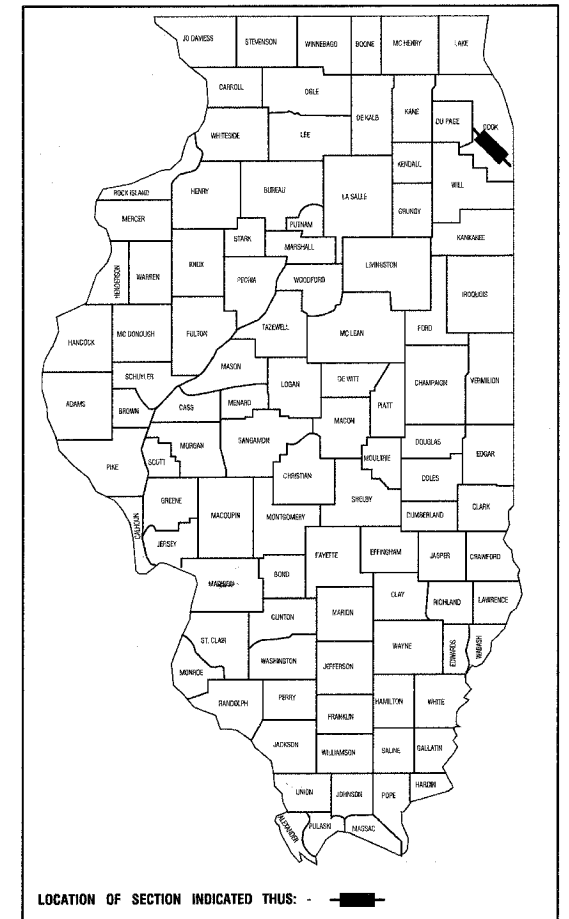 JO DAVIESS STEVENSON WINNEBAGO BOONE MC HENRY LAKE
CARROLL OGLE DE KALB KANE DU PAGE COOK
WHITESIDE LEE
KENDALL WILL
ROCK ISLAND HENRY BUREAU LA SALLE GRUNDY
MERCER PUTNAM
STARK MARSHALL KANKAKEE
HENDERSON WARREN KNOX PEORIA WOODFORD LIVINGSTON IROQUOIS
HANCOCK MC DONOUGH FULTON TAZEWELL MC LEAN FORD
MASON
SCHUYLER LOGAN DE WITT CHAMPAIGN VERMILION
ADAMS BROWN CASS MENARD MACON PIATT
SANGAMON DOUGLAS
PIKE SCOTT MORGAN CHRISTIAN MOULTRIE COLES EDGAR
GREENE MACOUPIN SHELBY CUMBERLAND CLARK
CALHOUN JERSEY MONTGOMERY
FAYETTE EFFINGHAM JASPER CRAWFORD
MADISON BOND
CLAY RICHLAND LAWRENCE
CLINTON MARION
ST. CLAIR WAYNE EDWARDS WABASH
WASHINGTON JEFFERSON
MONROE
RANDOLPH PERRY HAMILTON WHITE
FRANKLIN
JACKSON WILLIAMSON SALINE GALLATIN
UNION JOHNSON POPE HARDIN
ALEXANDER PULASKI MASSAC
LOCATION OF SECTION INDICATED THUS: -